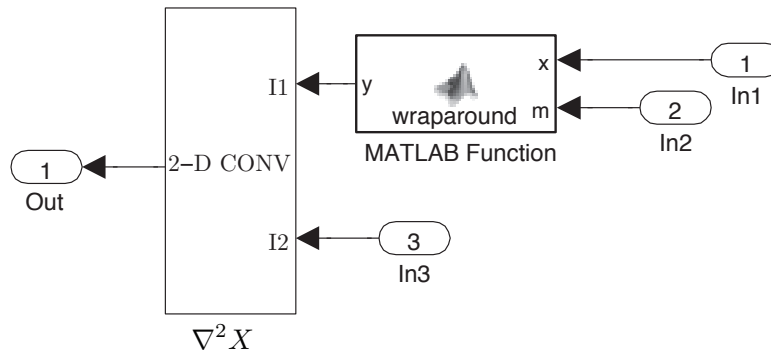 I1
y
x
1
In1
wraparound
m
2
In2
MATLAB Function
1
Out
2–D CONV
I2
3
In3
∇²X